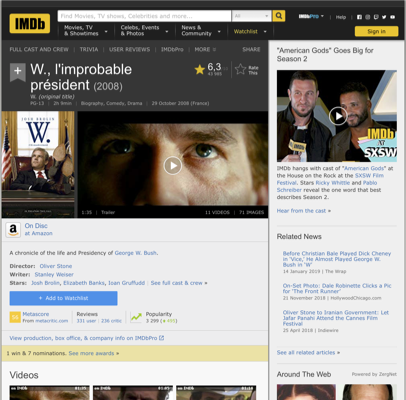 IMDb
Find Movies, TV shows, Celebrities and more...
All
IMDbPro
Help
Movies, TV
& Showtimes
Celebs, Events
& Photos
News &
Community
Watchlist
Sign in
FULL CAST AND CREW | TRIVIA | USER REVIEWS | IMDbPro | MORE
SHARE
W., l'improbable
président (2008)
W. (original title)
PG-13 | 2h 9min | Biography, Comedy, Drama | 29 October 2008 (France)
6,3
Rate
This
JOSH BROLIN
W.
1:35 | Trailer
11 VIDEOS | 71 IMAGES
On Disc
at Amazon
A chronicle of the life and Presidency of George W. Bush.
Director: Oliver Stone
Writer: Stanley Weiser
Stars: Josh Brolin, Elizabeth Banks, Ioan Gruffudd | See full cast & crew »
+ Add to Watchlist
Metascore
From metacritic.com
Reviews
331 user | 236 critic
Popularity
View production, box office, & company info on IMDbPro
1 win & 7 nominations. See more awards »
Videos
"American Gods" Goes Big for
Season 2
IMDb
at
SXSW
IMDb hangs with cast of "American Gods" at
the House on the Rock at the SXSW Film
Festival. Stars Ricky Whittle and Pablo
Schreiber reveal the one word that best
describes Season 2.
Hear from the cast »
Related News
Before Christian Bale Played Dick Cheney
in 'Vice,' He Almost Played George W.
Bush in 'W'
14 January 2019 | The Wrap
On-Set Photo: Dale Robinette Clicks a Pic
for 'The Front Runner'
21 November 2018 | HollywoodChicago.com
Oliver Stone to Iranian Government: Let
Jafar Panahi Attend the Cannes Film
Festival
25 April 2018 | Indiewire
See all related articles »
Around The Web
Powered by ZergNet